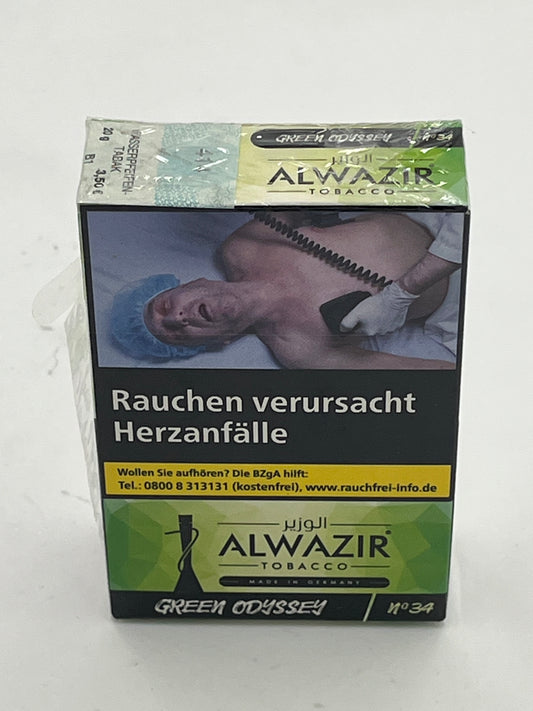 WASSERPFEIFEN-
TABAK
20 g B1 3,50 €
GREEN ODYSSEY nº34
الوزير
ALWAZIR
TOBACCO
Rauchen verursacht
Herzanfälle
Wollen Sie aufhören? Die BZgA hilft:
Tel.: 0800 8 313131 (kostenfrei), www.rauchfrei-info.de
الوزير
ALWAZIR®
TOBACCO
MADE IN GERMANY
GREEN ODYSSEY nº34